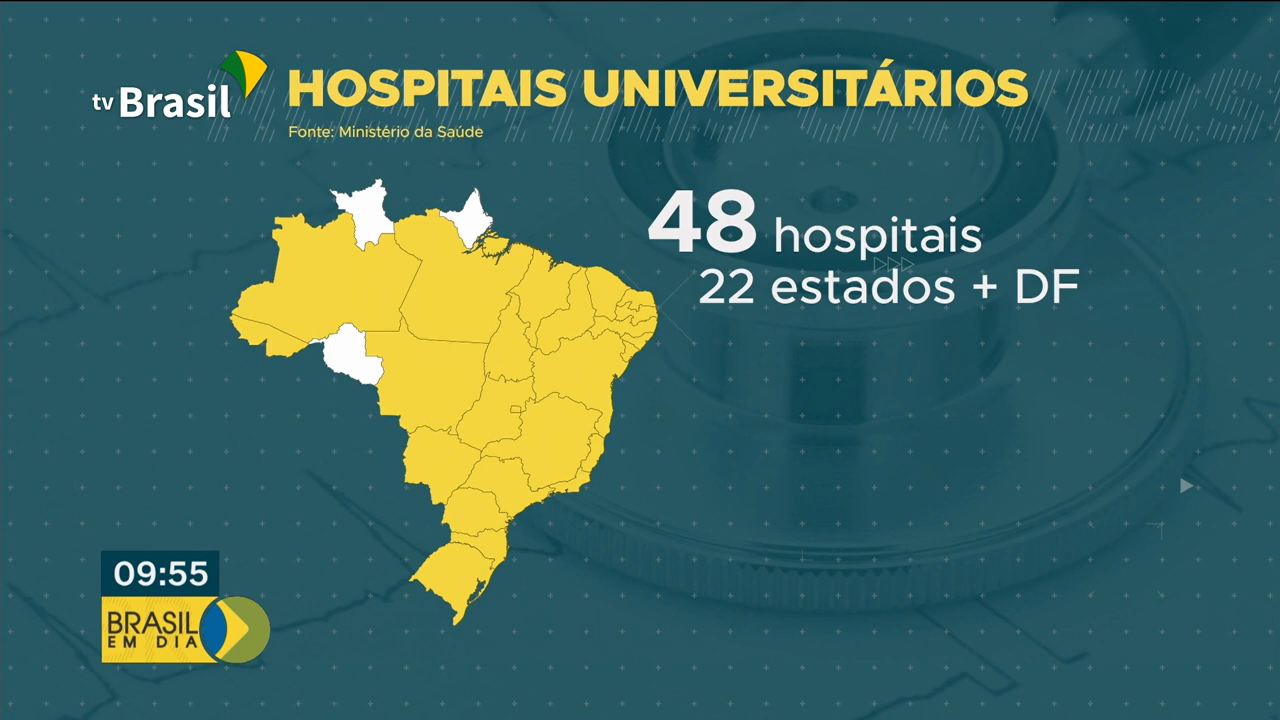 tv Brasil
HOSPITAIS UNIVERSITÁRIOS
Fonte: Ministério da Saúde
48 hospitais
22 estados + DF
09:55
BRASIL
EM DIA